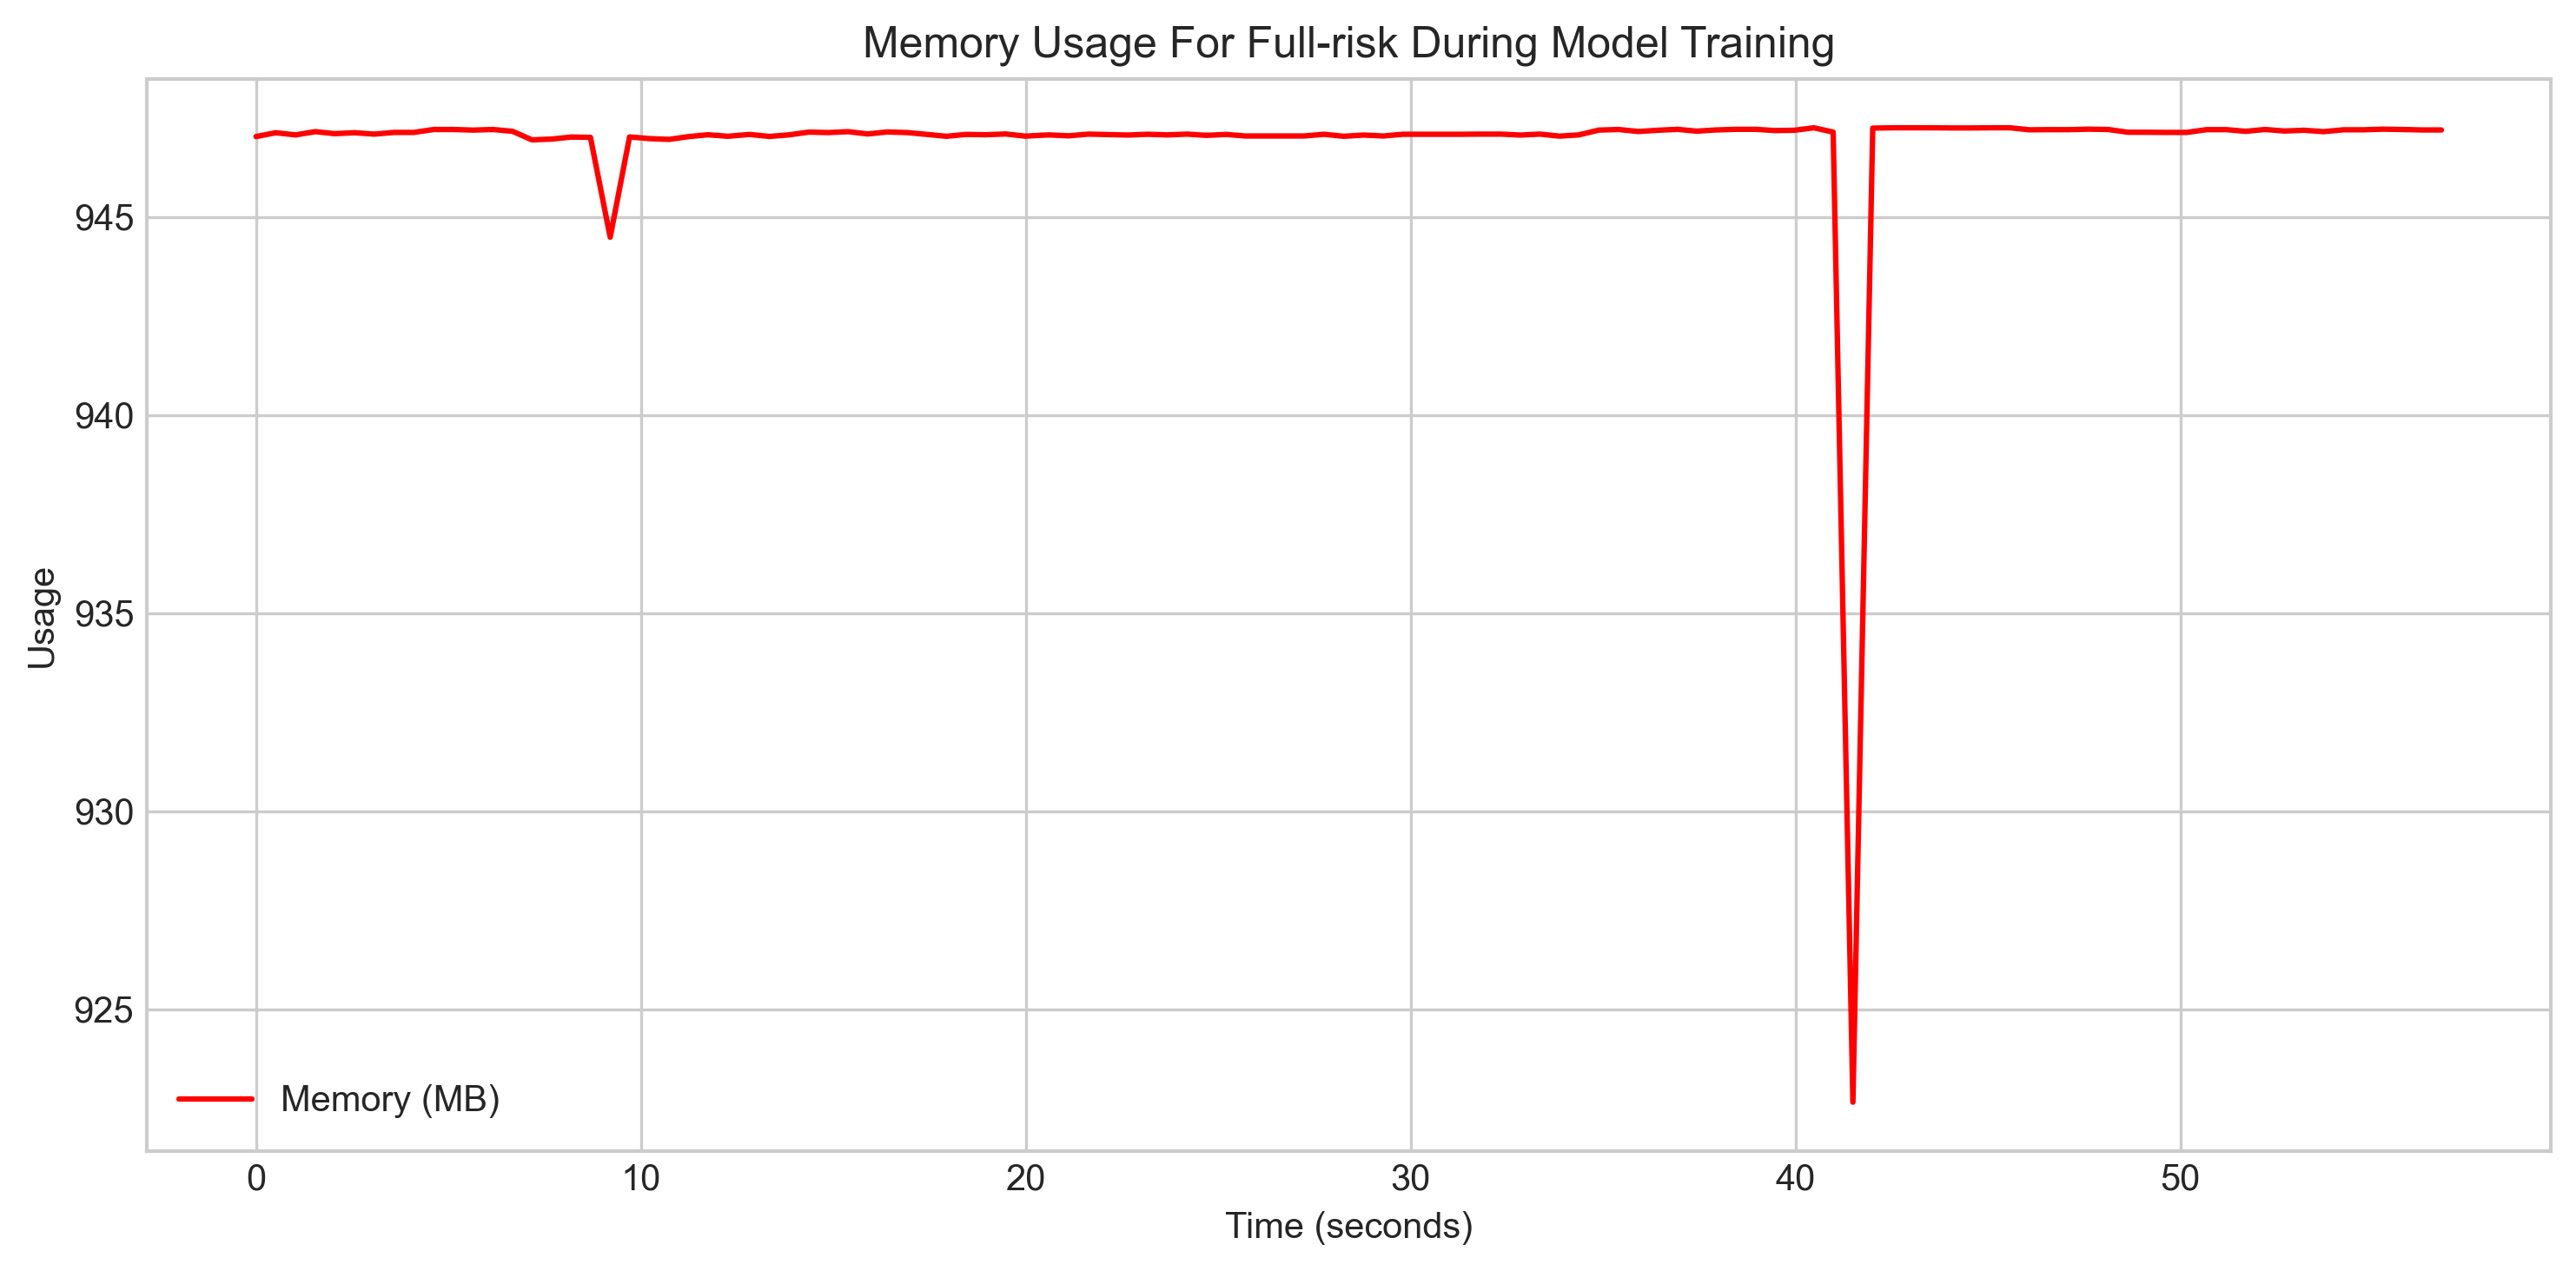 Memory Usage For Full-risk During Model Training
945
940
935
930
925
Usage
Memory (MB)
0 10 20 30 40 50
Time (seconds)